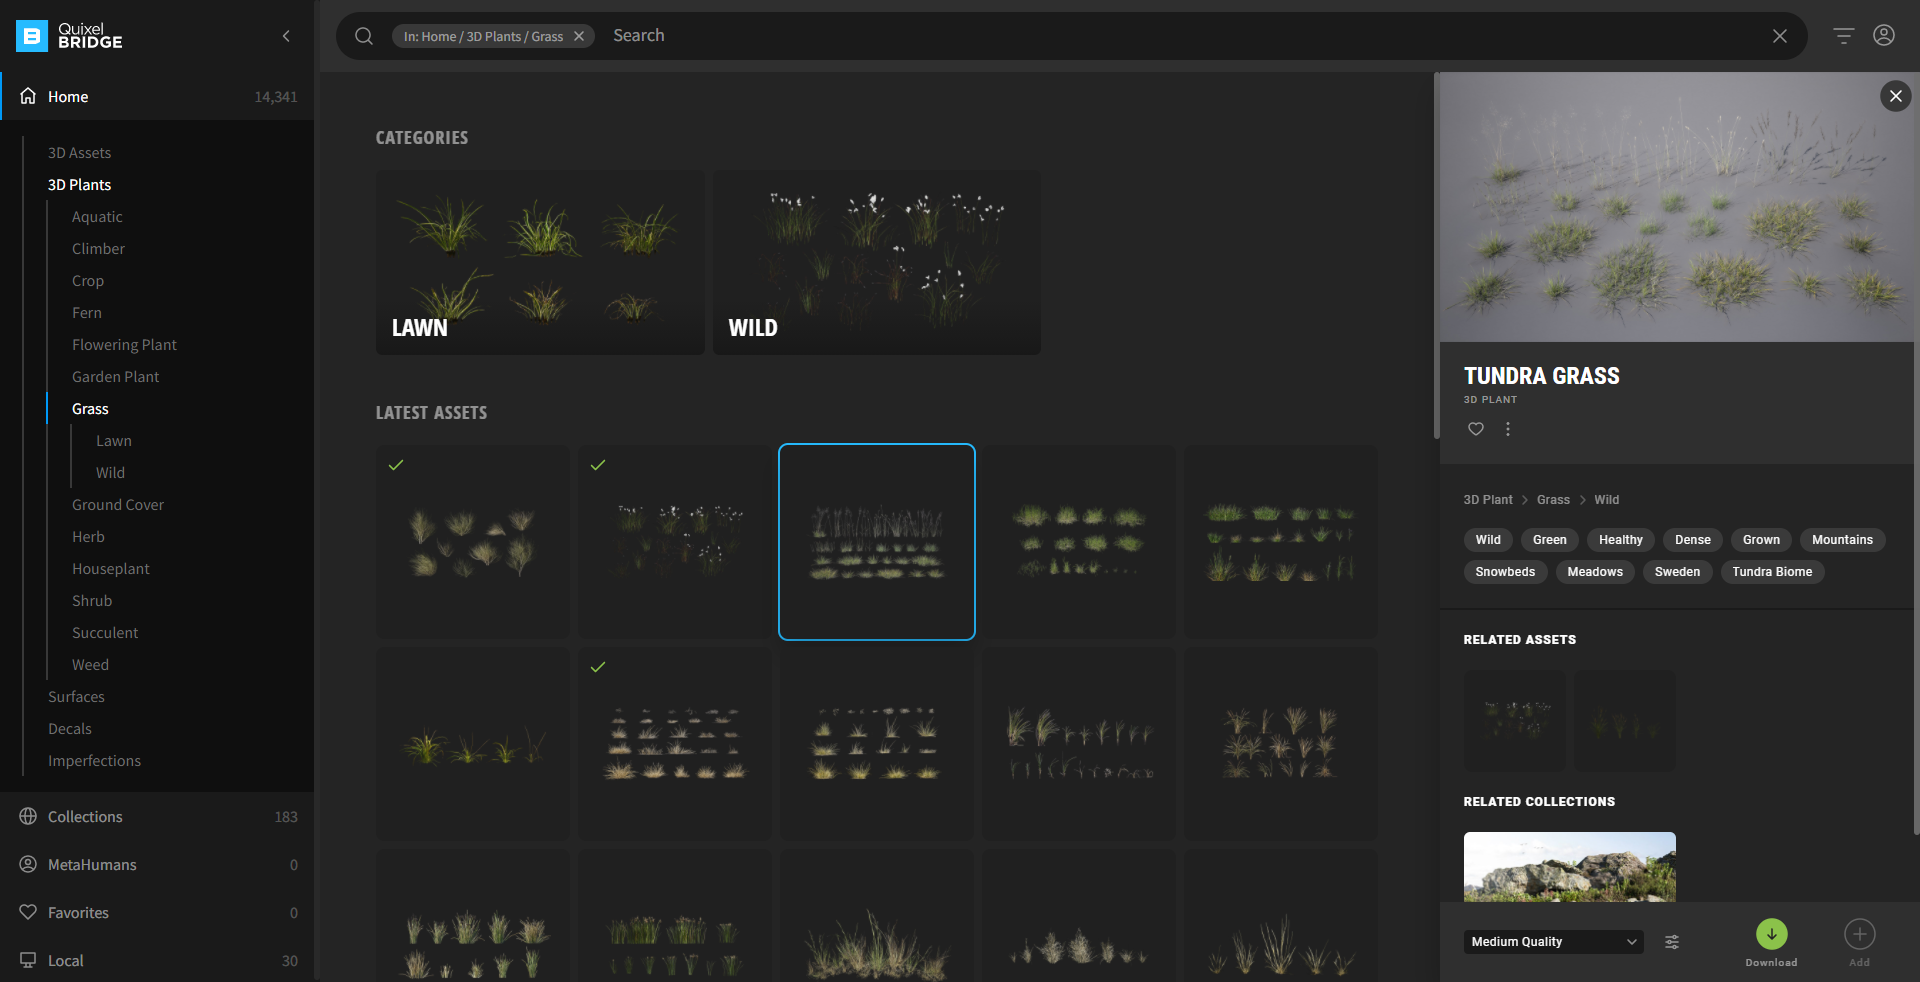 Quixel
BRIDGE
In: Home / 3D Plants / Grass
Search
Home
14,341
3D Assets
3D Plants
Aquatic
Climber
Crop
Fern
Flowering Plant
Garden Plant
Grass
Lawn
Wild
Ground Cover
Herb
Houseplant
Shrub
Succulent
Weed
Surfaces
Decals
Imperfections
Collections
183
MetaHumans
0
Favorites
0
Local
30
CATEGORIES
LAWN
WILD
LATEST ASSETS
TUNDRA GRASS
3D PLANT
3D Plant > Grass > Wild
Wild Green Healthy Dense Grown Mountains
Snowbeds Meadows Sweden Tundra Biome
RELATED ASSETS
RELATED COLLECTIONS
Medium Quality
Download
Add